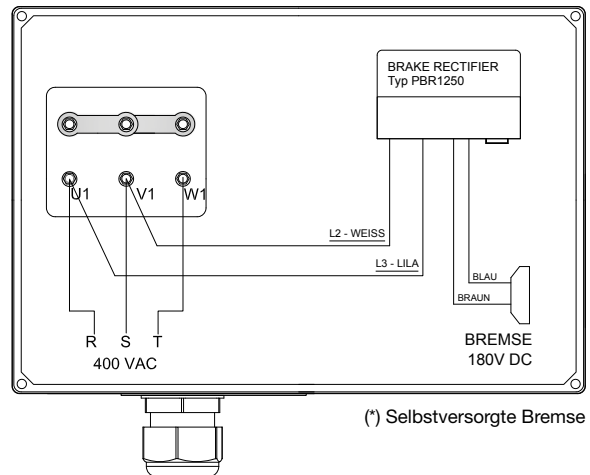 BRAKE RECTIFIER
Typ PBR1250
U1 V1 W1
L2 - WEISS
L3 - LILA
BLAU
BRAUN
R S T
400 VAC
BREMSE
180V DC
(*) Selbstversorgte Bremse